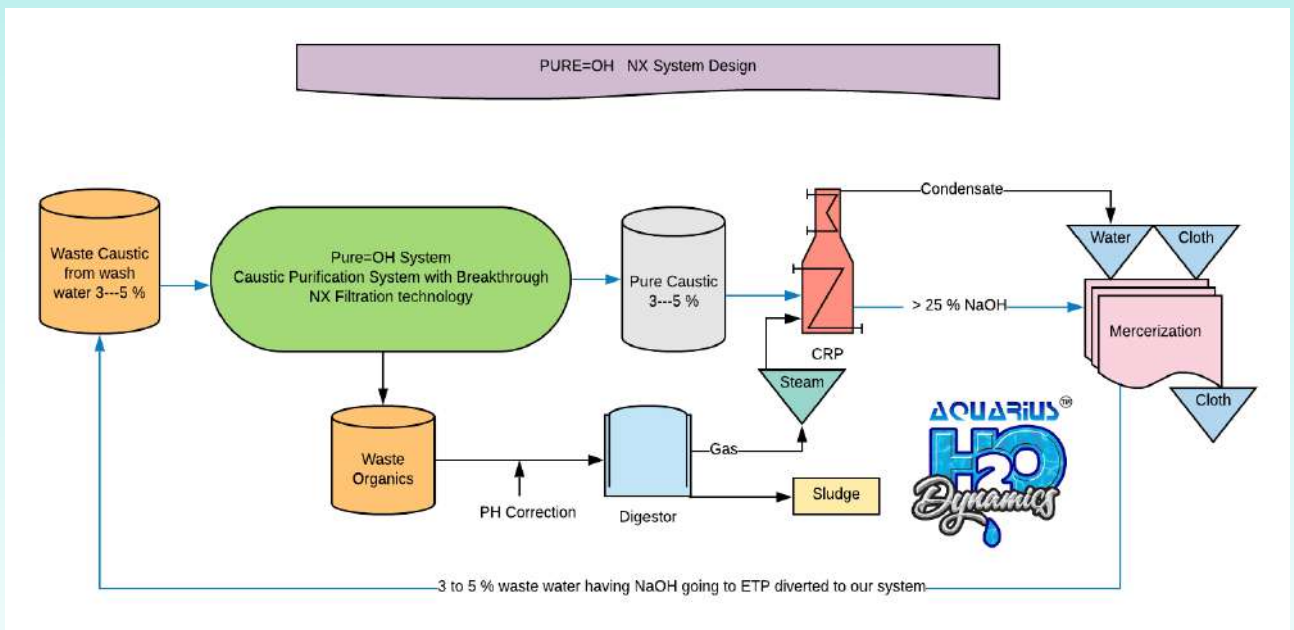 PURE=OH NX System Design
Waste Caustic
from wash
water 3---5 %
Pure=OH System
Caustic Purification System with Breakthrough
NX Filtration technology
Pure Caustic
3---5 %
Condensate
Water
Cloth
> 25 % NaOH
Mercerization
CRP
Steam
Cloth
Waste
Organics
PH Correction
Digestor
Gas
Sludge
AQUARiUS
H2O
Dynamics
3 to 5 % waste water having NaOH going to ETP diverted to our system